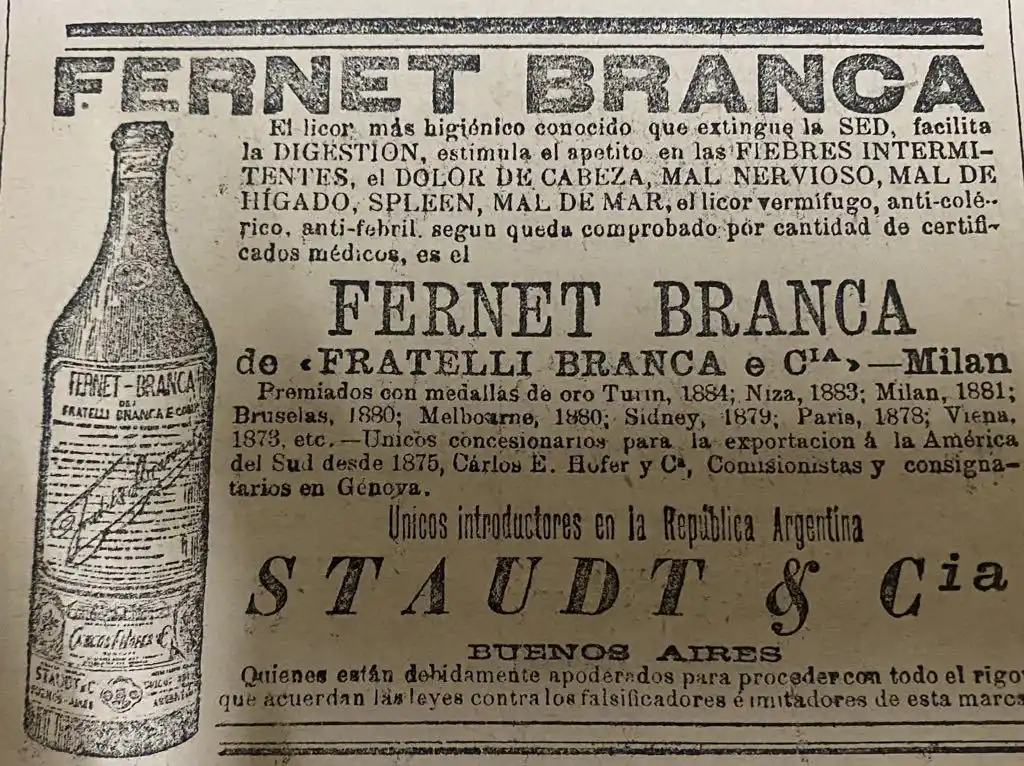 FERNET BRANCA
El licor más higiénico conocido que extingue la SED, facilita
la DIGESTION, estimula el apetito en las FIEBRES INTERMI-
TENTES, el DOLOR DE CABEZA, MAL NERVIOSO, MAL DE
HÍGADO, SPLEEN, MAL DE MAR, el licor vermífugo, anti-colé-
rico, anti-febril, segun queda comprobado por cantidad de certifi-
cados médicos, es el
FERNET BRANCA
de «FRATELLI BRANCA e CIA»—Milan
Premiados con medallas de oro Turin, 1884; Niza, 1883; Milan, 1881;
Bruselas, 1880; Melbourne, 1880; Sidney, 1879; Paris, 1878; Viena,
1873, etc.—Unicos concesionarios para la exportacion á la América
del Sud desde 1875, Cárlos E. Hofer y Cª, Comisionistas y consigna-
tarios en Génova.
Unicos introductores en la República Argentina
STAUDT & Cia
BUENOS AIRES
Quienes están debidamente apoderados para proceder con todo el rigo
que acuerdan las leyes contra los falsificadores é imitadores de esta marca
FERNET-BRANCA
DEI
FRATELLI BRANCA E COMP
STAUDT & C
BUENOS-AIRES